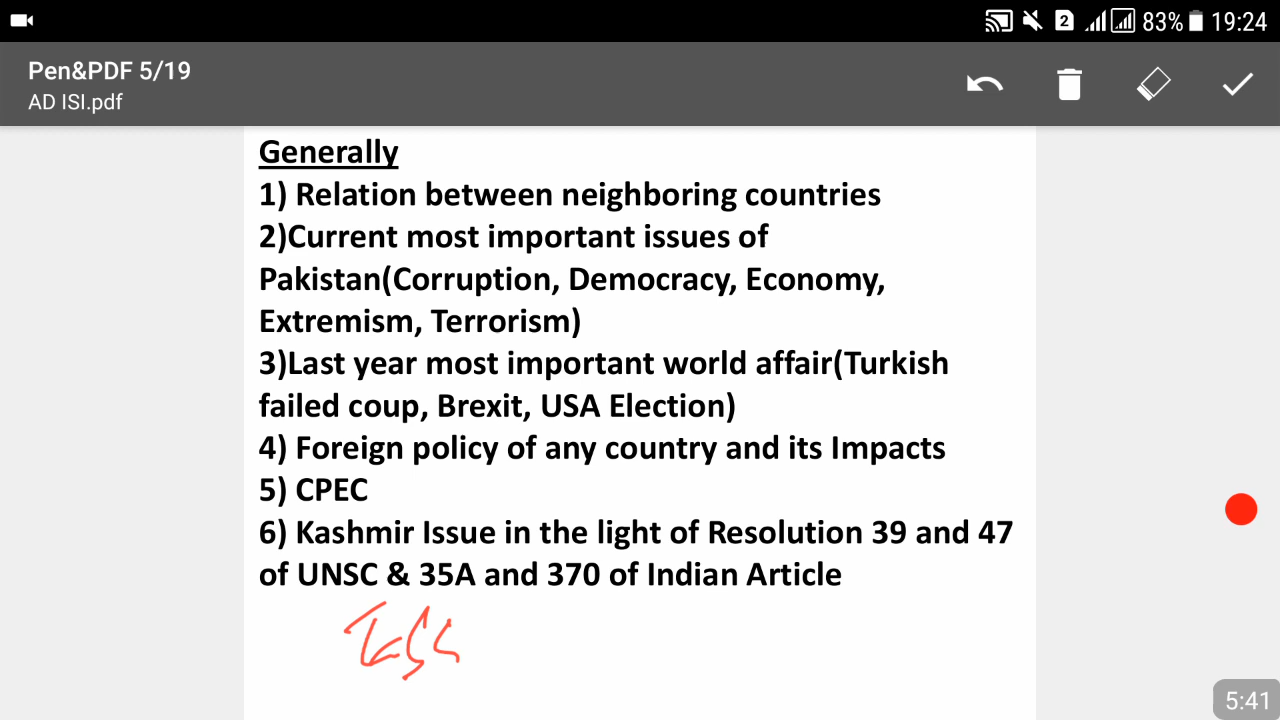 2 83% 19:24
Pen&PDF 5/19
AD ISI.pdf
Generally
1) Relation between neighboring countries
2)Current most important issues of
Pakistan(Corruption, Democracy, Economy,
Extremism, Terrorism)
3)Last year most important world affair(Turkish
failed coup, Brexit, USA Election)
4) Foreign policy of any country and its Impacts
5) CPEC
6) Kashmir Issue in the light of Resolution 39 and 47
of UNSC & 35A and 370 of Indian Article
5:41